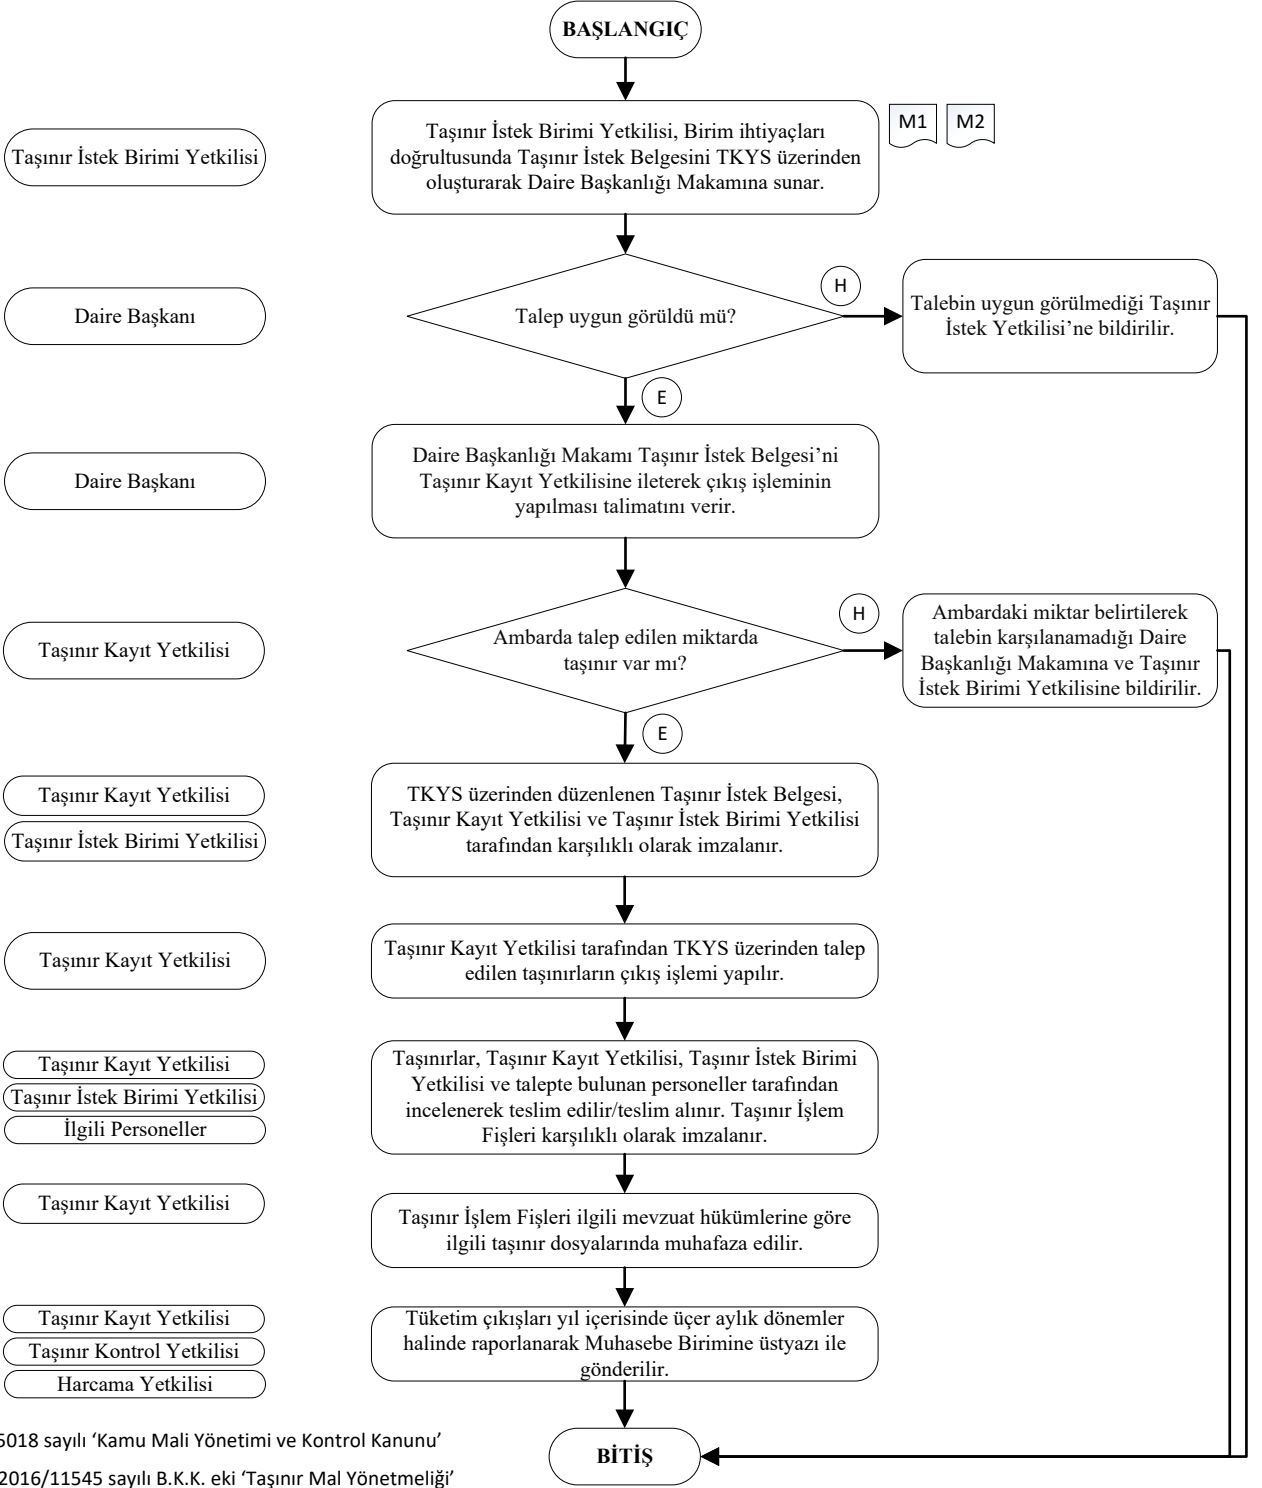 BAŞLANGIÇ
Taşınır İstek Birimi Yetkilisi
Taşınır İstek Birimi Yetkilisi, Birim ihtiyaçları
doğrultusunda Taşınır İstek Belgesini TKYS üzerinden
oluşturarak Daire Başkanlığı Makamına sunar.
M1
M2
Daire Başkanı
Talep uygun görüldü mü?
H
Talebin uygun görülmediği Taşınır
İstek Yetkilisi’ne bildirilir.
E
Daire Başkanı
Daire Başkanlığı Makamı Taşınır İstek Belgesi’ni
Taşınır Kayıt Yetkilisine ileterek çıkış işleminin
yapılması talimatını verir.
Taşınır Kayıt Yetkilisi
Ambarda talep edilen miktarda
taşınır var mı?
H
Ambardaki miktar belirtilerek
talebin karşılanamadığı Daire
Başkanlığı Makamına ve Taşınır
İstek Birimi Yetkilisine bildirilir.
E
Taşınır Kayıt Yetkilisi
Taşınır İstek Birimi Yetkilisi
TKYS üzerinden düzenlenen Taşınır İstek Belgesi,
Taşınır Kayıt Yetkilisi ve Taşınır İstek Birimi Yetkilisi
tarafından karşılıklı olarak imzalanır.
Taşınır Kayıt Yetkilisi
Taşınır Kayıt Yetkilisi tarafından TKYS üzerinden talep
edilen taşınırların çıkış işlemi yapılır.
Taşınır Kayıt Yetkilisi
Taşınır İstek Birimi Yetkilisi
İlgili Personeller
Taşınırlar, Taşınır Kayıt Yetkilisi, Taşınır İstek Birimi
Yetkilisi ve talepte bulunan personeller tarafından
incelenerek teslim edilir/teslim alınır. Taşınır İşlem
Fişleri karşılıklı olarak imzalanır.
Taşınır Kayıt Yetkilisi
Taşınır İşlem Fişleri ilgili mevzuat hükümlerine göre
ilgili taşınır dosyalarında muhafaza edilir.
Taşınır Kayıt Yetkilisi
Taşınır Kontrol Yetkilisi
Harcama Yetkilisi
Tüketim çıkışları yıl içerisinde üçer aylık dönemler
halinde raporlanarak Muhasebe Birimine üstyazı ile
gönderilir.
5018 sayılı ‘Kamu Mali Yönetimi ve Kontrol Kanunu’
BİTİŞ
2016/11545 sayılı B.K.K. eki ‘Taşınır Mal Yönetmeliği’